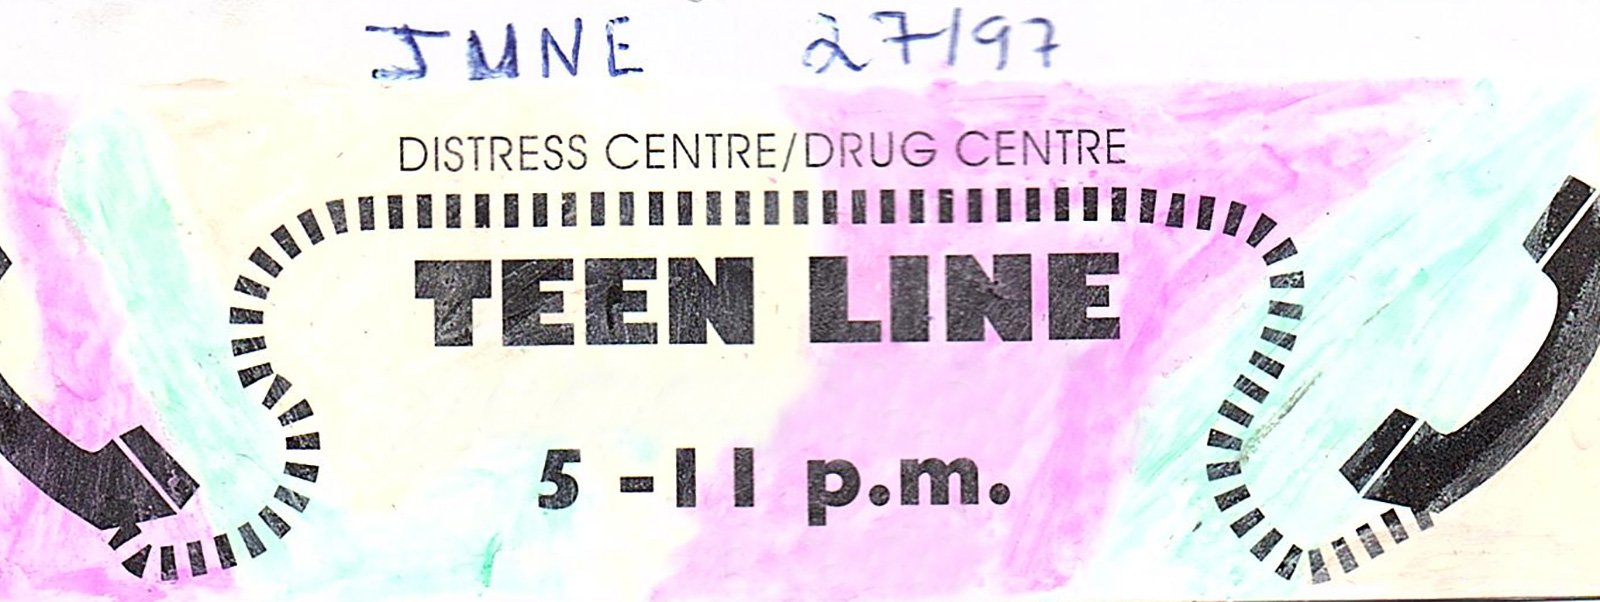 JUNE 27/97
DISTRESS CENTRE/DRUG CENTRE
TEEN LINE
5 - 11 p.m.